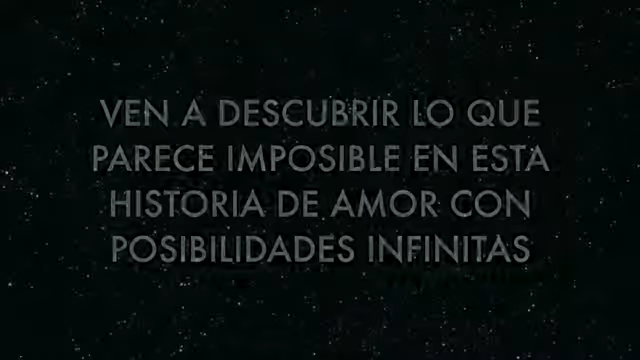 VEN A DESCUBRIR LO QUE
PARECE IMPOSIBLE EN ESTA
HISTORIA DE AMOR CON
POSIBILIDADES INFINITAS